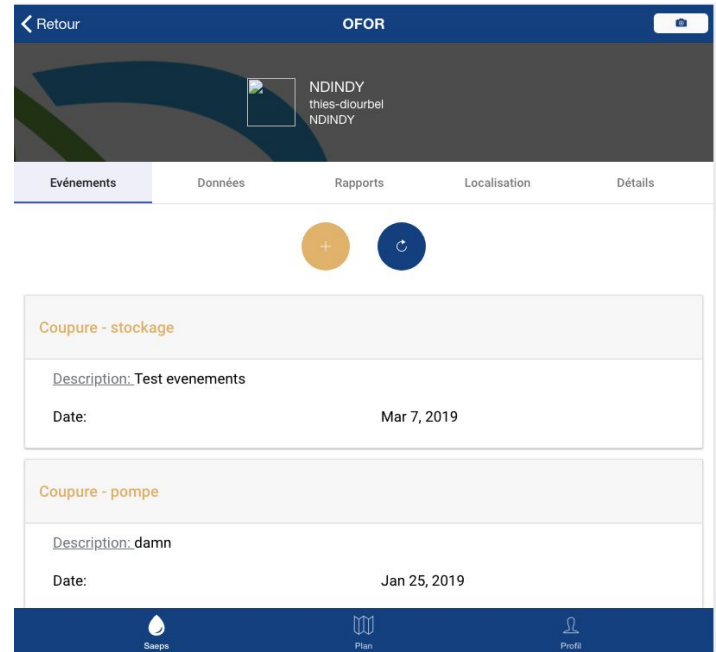 Retour
OFOR
NDINDY
thies-diourbel
NDINDY
Evénements Données Rapports Localisation Détails
Coupure - stockage
Description: Test evenements
Date: Mar 7, 2019
Coupure - pompe
Description: damn
Date: Jan 25, 2019
Saeps Plan Profil